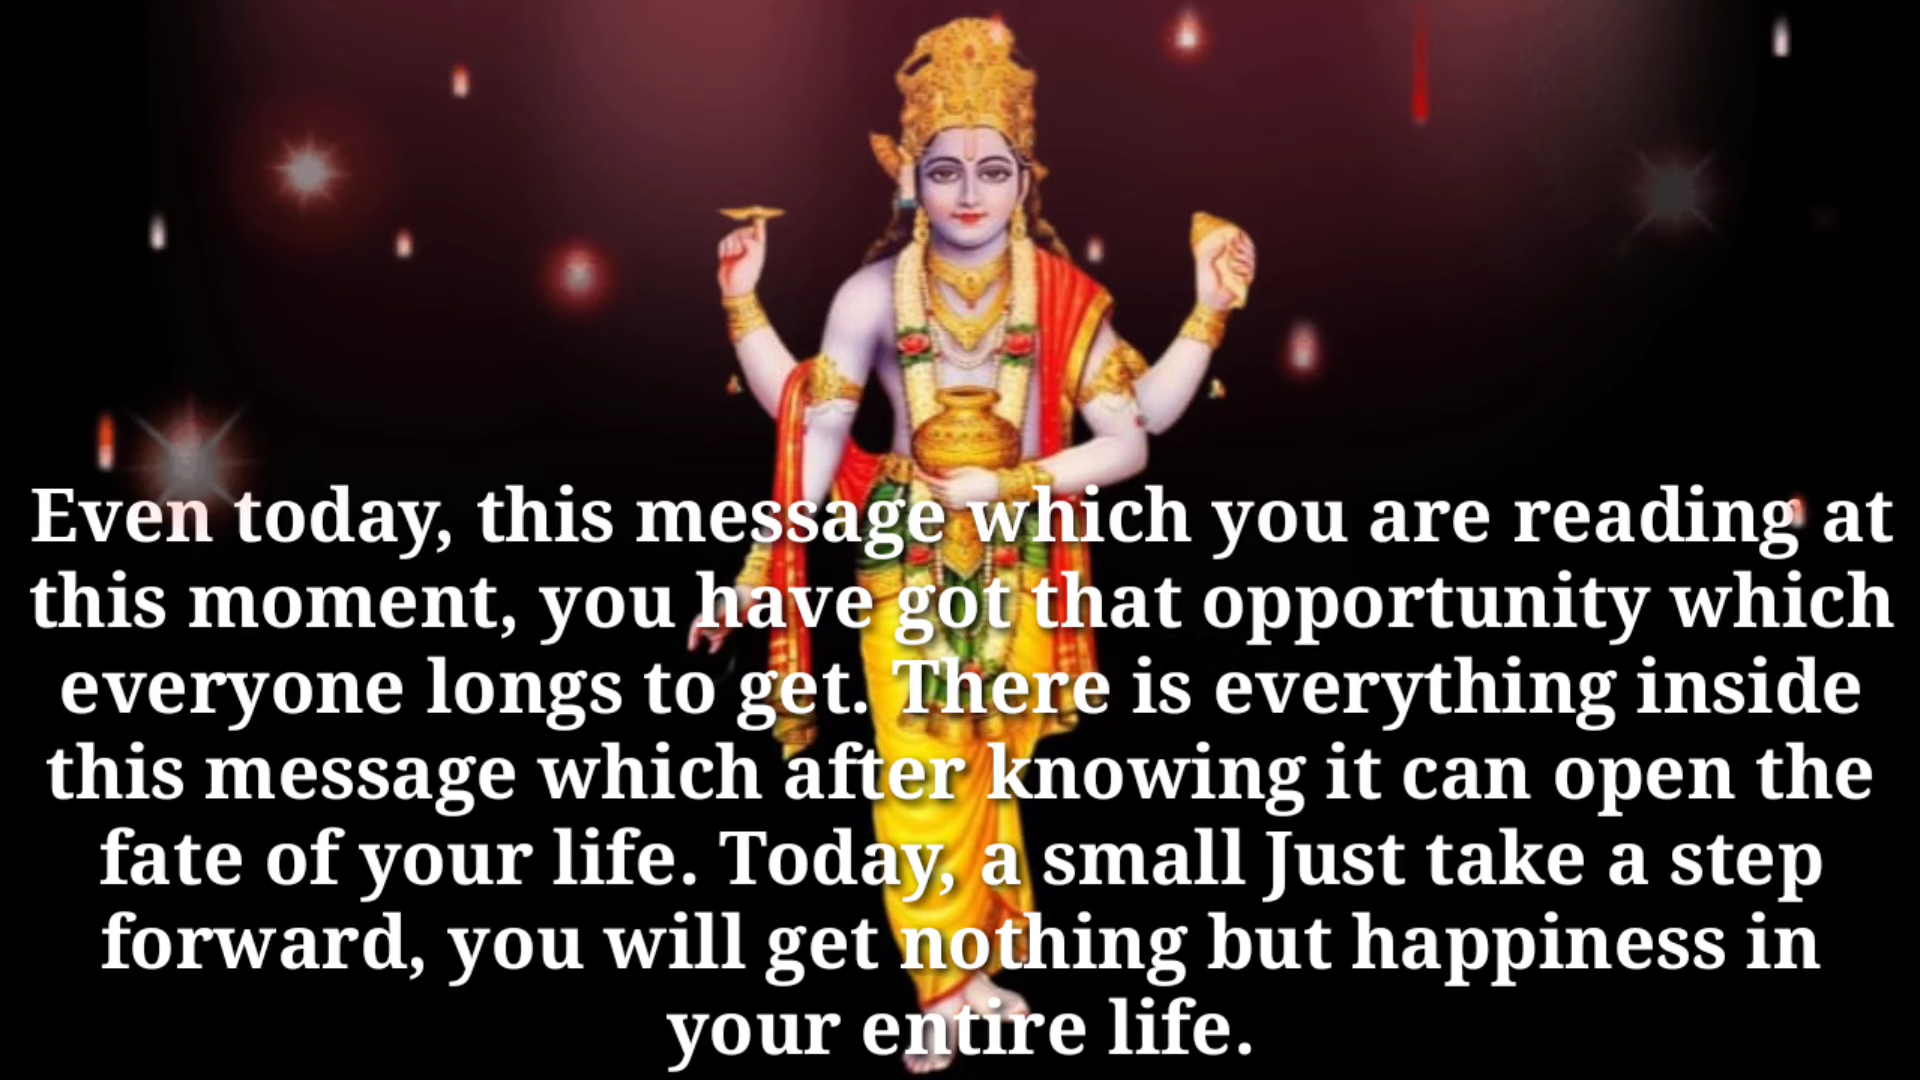 Even today, this message which you are reading at
this moment, you have got that opportunity which
everyone longs to get. There is everything inside
this message which after knowing it can open the
fate of your life. Today, a small Just take a step
forward, you will get nothing but happiness in
your entire life.